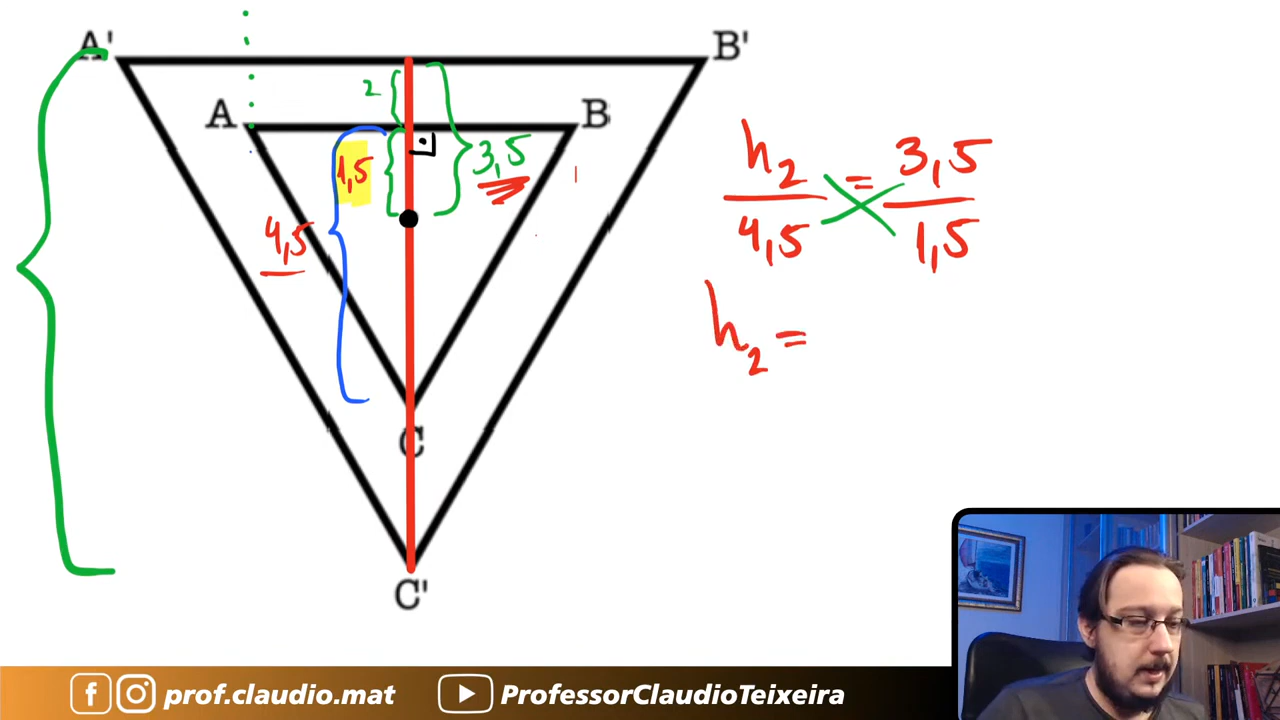 A' B'
2
A B
1,5 3,5
4,5
C
C'
h2/4,5 = 3,5/1,5
h2 =
prof.claudio.mat ProfessorClaudioTeixeira